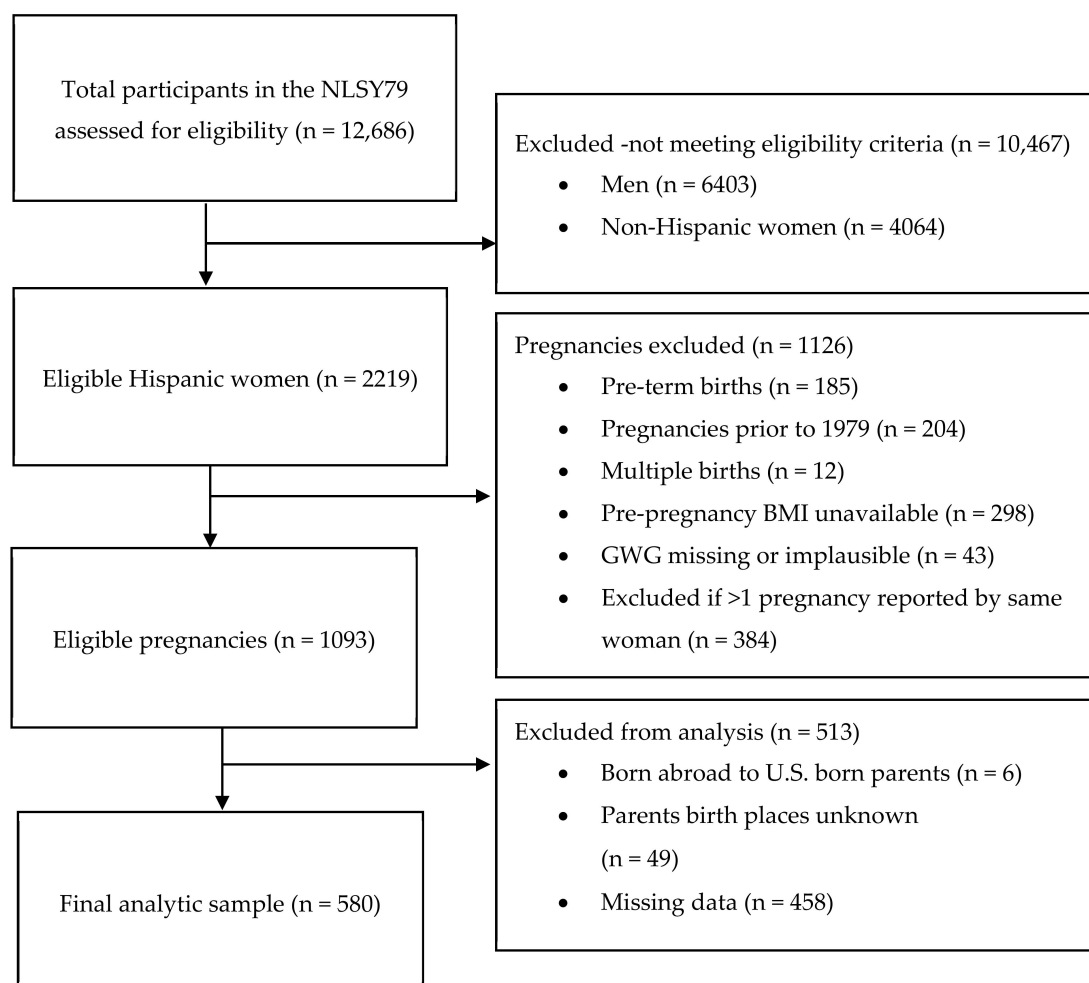 Total participants in the NLSY79
assessed for eligibility (n = 12,686)
Excluded -not meeting eligibility criteria (n = 10,467)
• Men (n = 6403)
• Non-Hispanic women (n = 4064)
Eligible Hispanic women (n = 2219)
Pregnancies excluded (n = 1126)
• Pre-term births (n = 185)
• Pregnancies prior to 1979 (n = 204)
• Multiple births (n = 12)
• Pre-pregnancy BMI unavailable (n = 298)
• GWG missing or implausible (n = 43)
• Excluded if >1 pregnancy reported by same
woman (n = 384)
Eligible pregnancies (n = 1093)
Excluded from analysis (n = 513)
• Born abroad to U.S. born parents (n = 6)
• Parents birth places unknown
(n = 49)
• Missing data (n = 458)
Final analytic sample (n = 580)